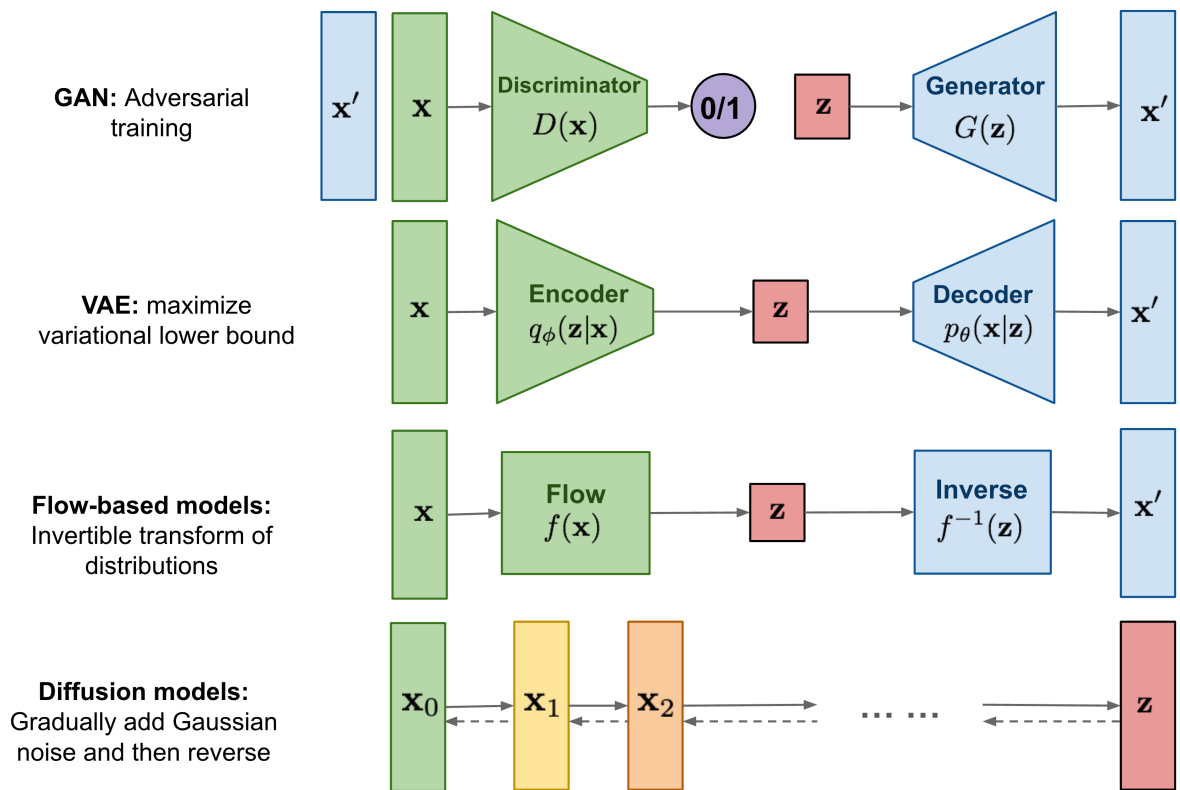 GAN: Adversarial
training
x′
x
Discriminator
D(x)
0/1
z
Generator
G(z)
x′
VAE: maximize
variational lower bound
x
Encoder
qϕ(z|x)
z
Decoder
pθ(x|z)
x′
Flow-based models:
Invertible transform of
distributions
x
Flow
f(x)
z
Inverse
f⁻¹(z)
x′
Diffusion models:
Gradually add Gaussian
noise and then reverse
x₀
x₁
x₂
... ...
z